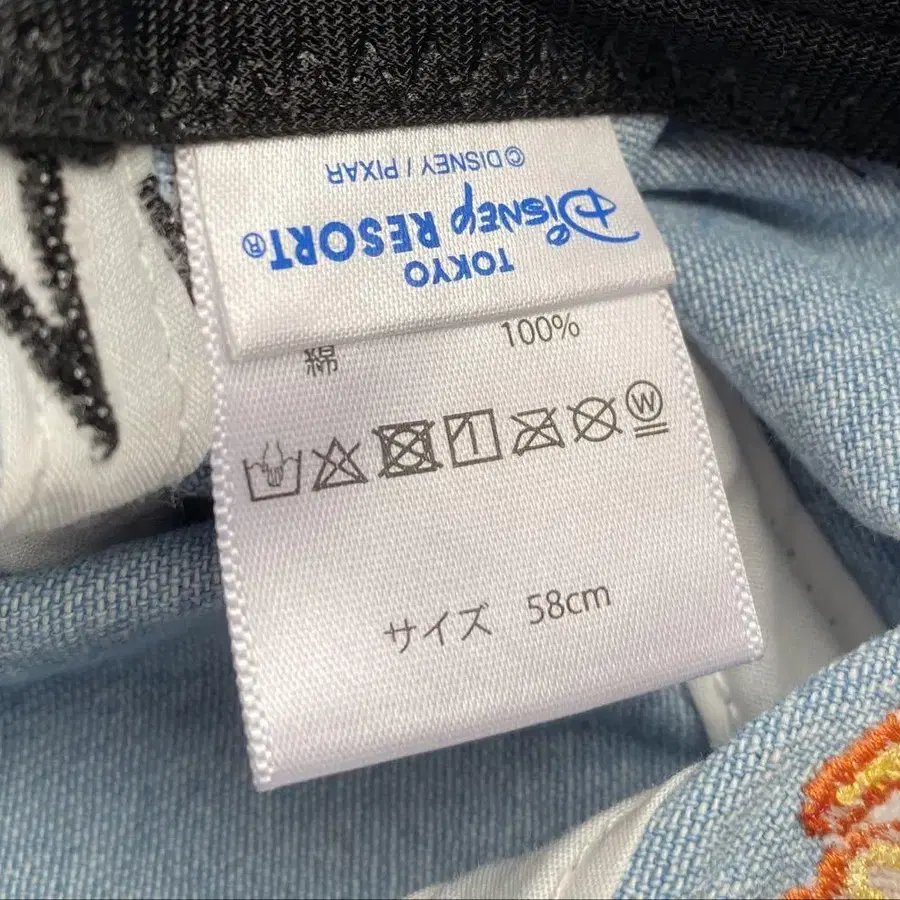 © DISNEY / PIXAR
TOKYO
DISNEY RESORT®
綿 100%
W
サイズ 58cm